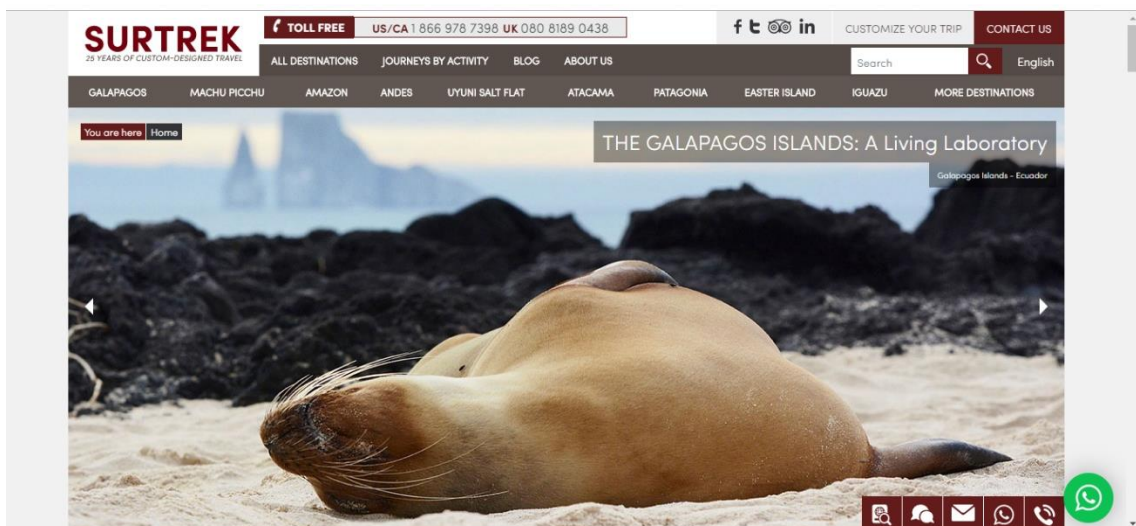 SURTREK
25 YEARS OF CUSTOM-DESIGNED TRAVEL
TOLL FREE US/CA 1 866 978 7398 UK 080 8189 0438
CUSTOMIZE YOUR TRIP CONTACT US
ALL DESTINATIONS JOURNEYS BY ACTIVITY BLOG ABOUT US Search English
GALAPAGOS MACHU PICCHU AMAZON ANDES UYUNI SALT FLAT ATACAMA PATAGONIA EASTER ISLAND IGUAZU MORE DESTINATIONS
You are here Home
THE GALAPAGOS ISLANDS: A Living Laboratory
Galapagos Islands - Ecuador